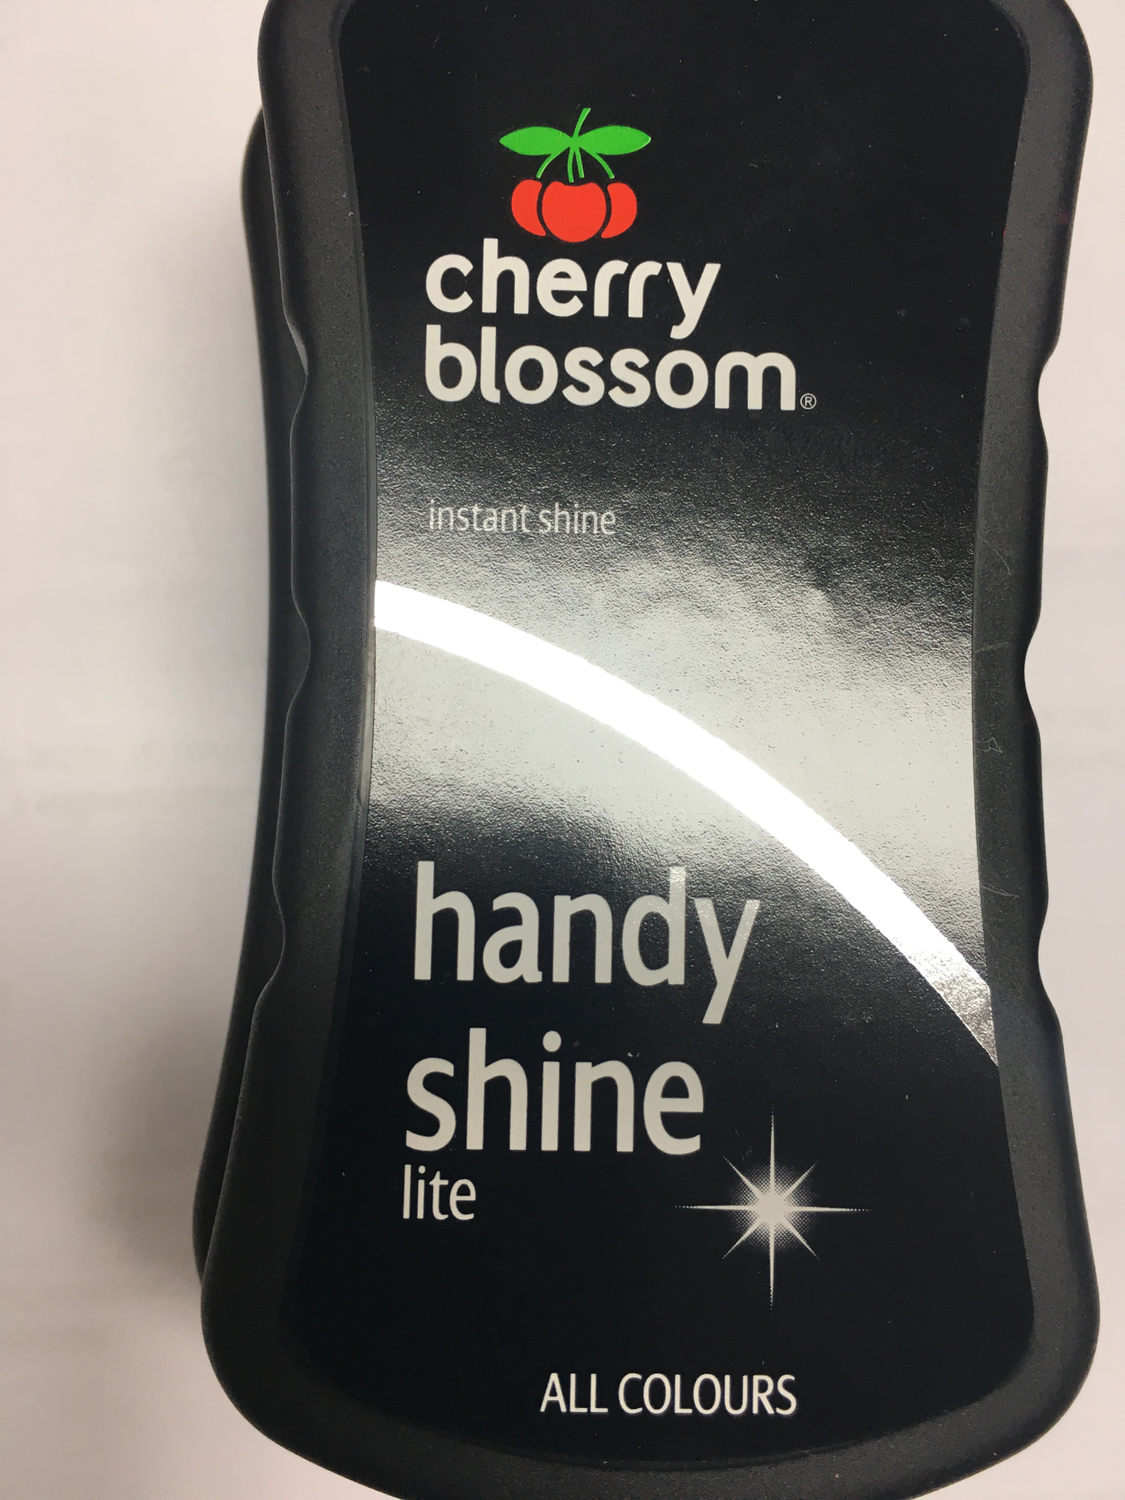 cherry
blossom®
instant shine
handy
shine
lite
ALL COLOURS